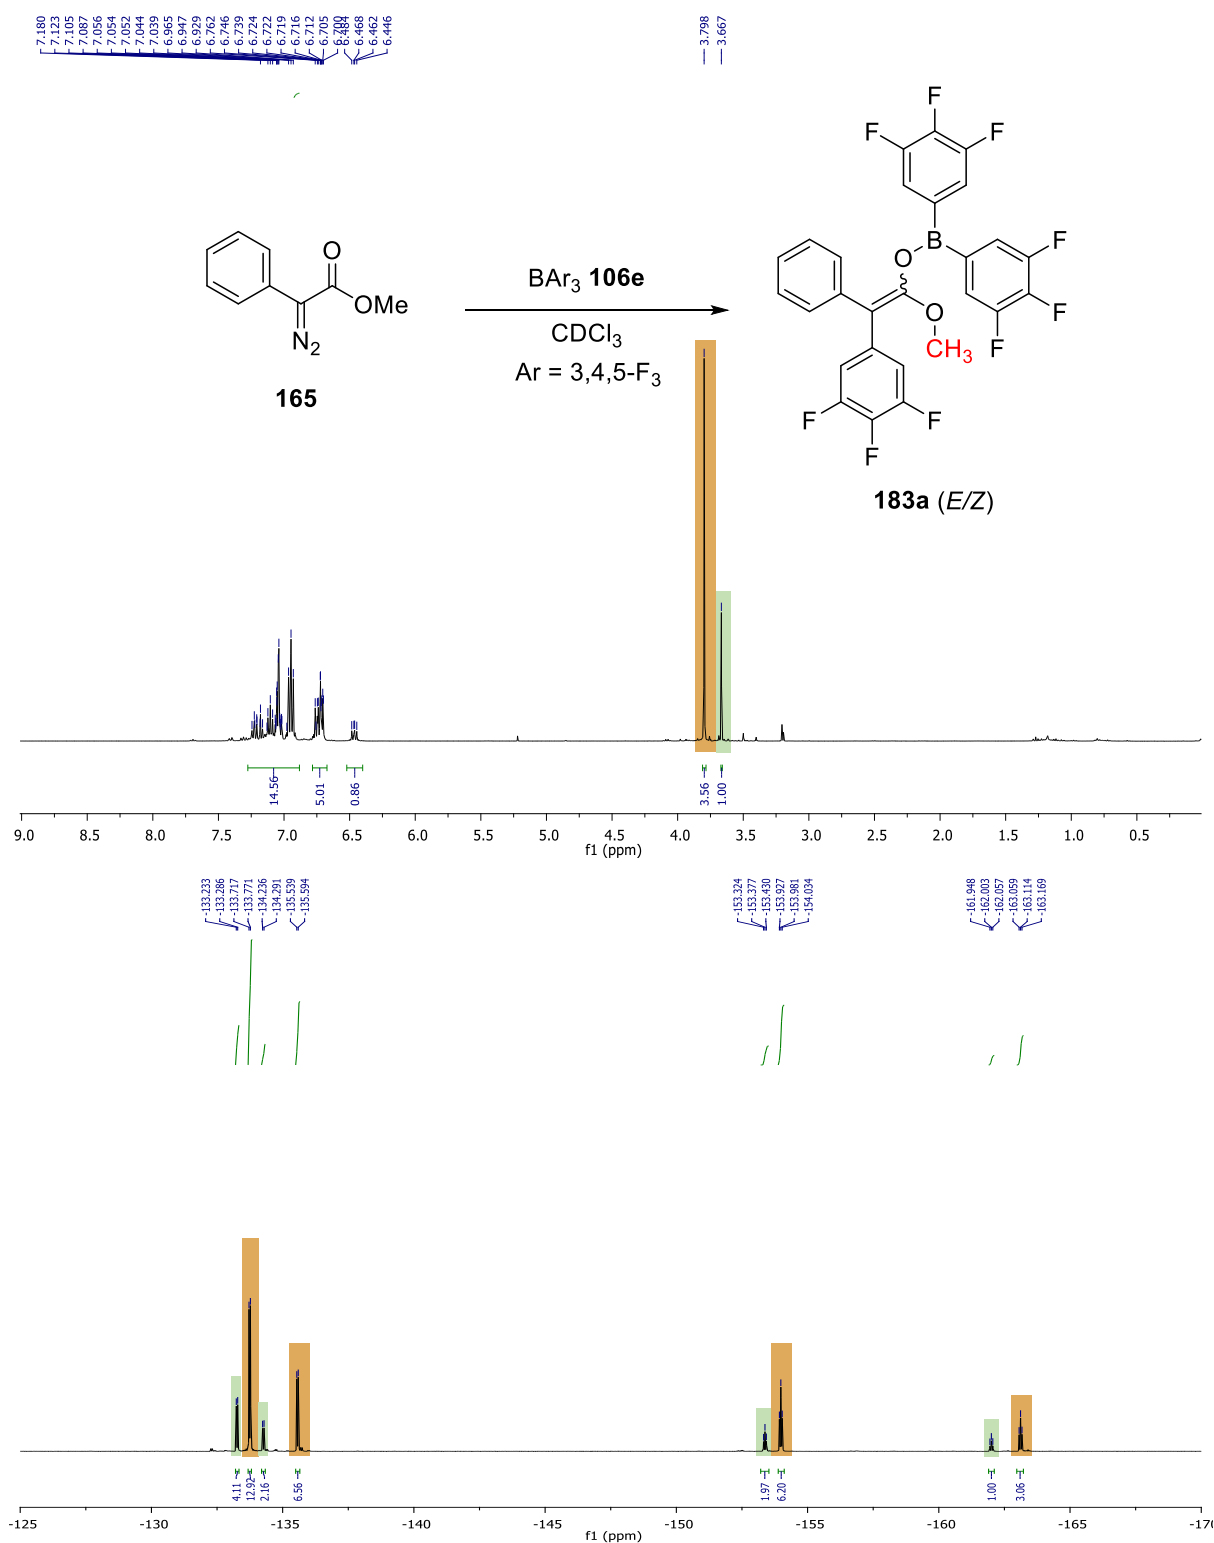 7.180
7.123
7.105
7.087
7.056
7.054
7.052
7.044
7.039
6.965
6.947
6.929
6.762
6.746
6.739
6.724
6.722
6.719
6.716
6.712
6.705
6.700
6.484
6.468
6.462
6.446
3.798
3.667
F
F
F
B
O
F
F
F
O
CH3
F
F
F
183a (E/Z)
O
OMe
N2
165
BAr3 106e
CDCl3
Ar = 3,4,5-F3
14.56
5.01
0.86
3.56
1.00
9.0 8.5 8.0 7.5 7.0 6.5 6.0 5.5 5.0 4.5 4.0 3.5 3.0 2.5 2.0 1.5 1.0 0.5
f1 (ppm)
-133.233
-133.286
-133.717
-133.771
-134.236
-134.291
-135.539
-135.594
-153.324
-153.377
-153.430
-153.927
-153.981
-154.034
-161.948
-162.003
-162.057
-163.059
-163.114
-163.169
4.11
12.92
2.16
6.56
1.97
6.20
1.00
3.06
-125 -130 -135 -140 -145 -150 -155 -160 -165 -170
f1 (ppm)